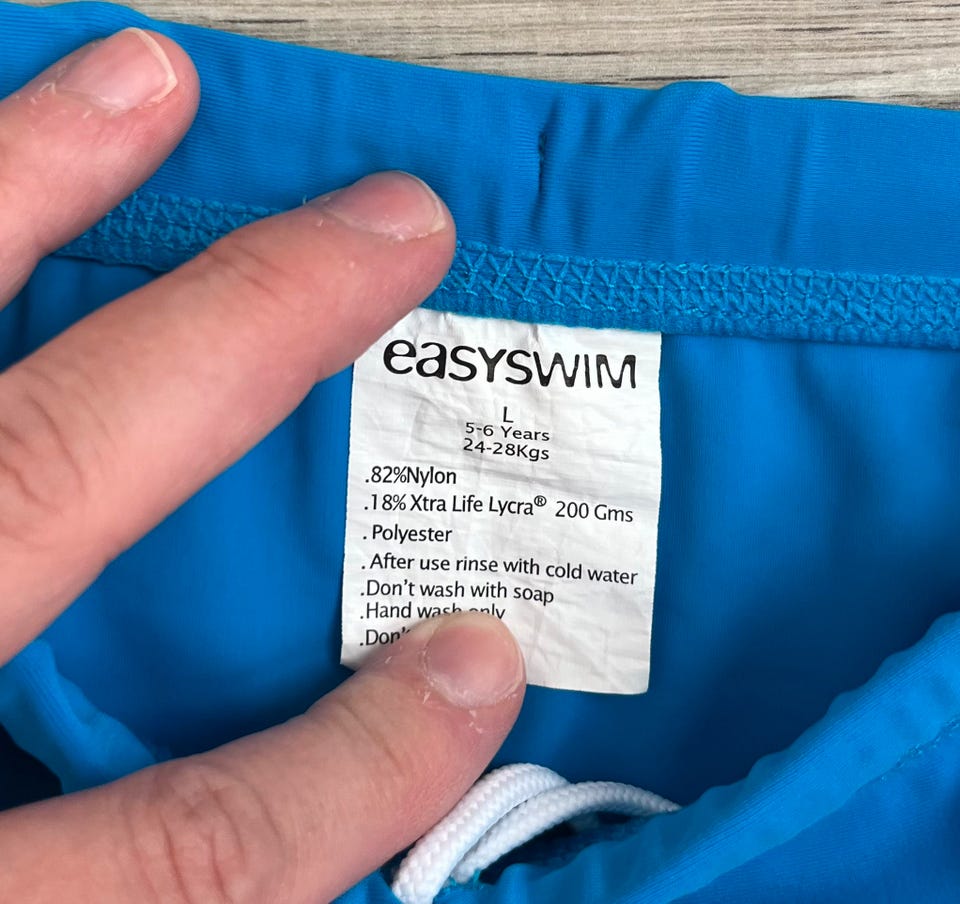 easyswim
L
5-6 Years
24-28Kgs
.82%Nylon
.18% Xtra Life Lycra® 200 Gms
. Polyester
. After use rinse with cold water
.Don't wash with soap
.Hand wash only
.Don'